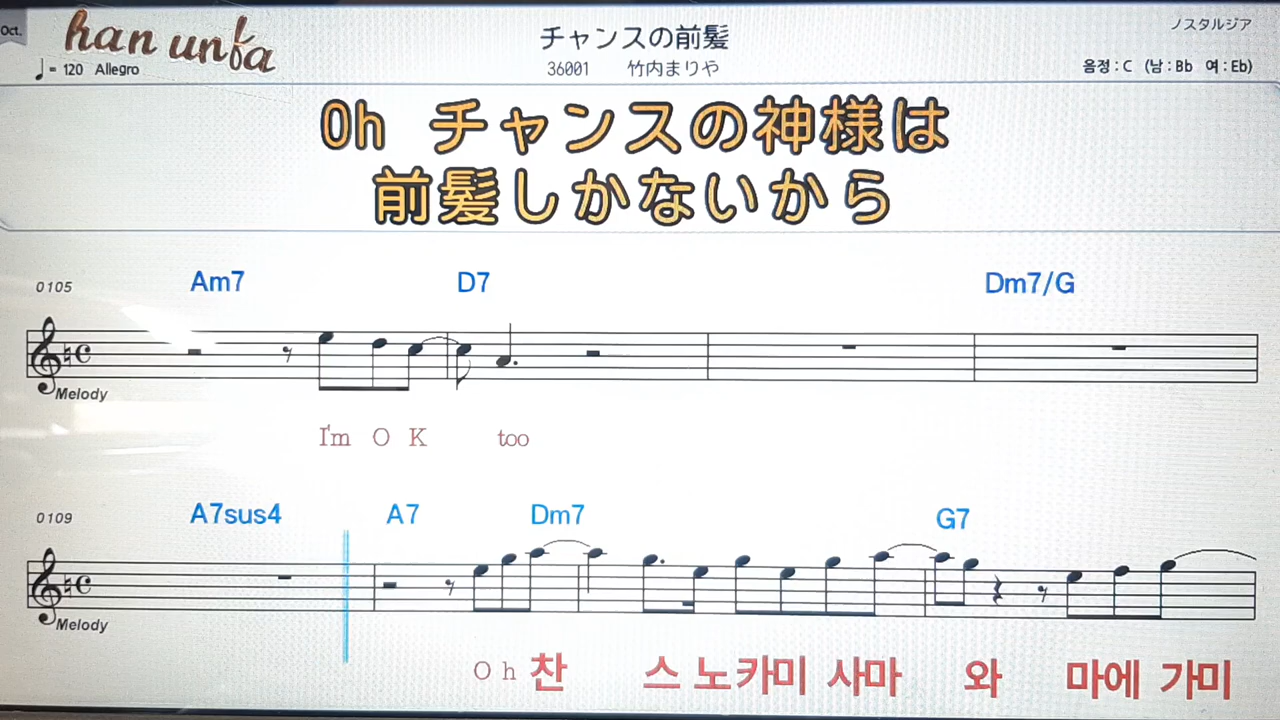 Oct.
han unfa
♩= 120 Allegro
チャンスの前髪
36001 竹内まりや
ノスタルジア
음정 : C (남 : Bb 여 : Eb)
Oh チャンスの神様は
前髪しかないから
0105 Am7 D7 Dm7/G
Melody
I'm O K too
0109 A7sus4 A7 Dm7 G7
Melody
Oh 찬 스 노카미 사마 와 마에 가미